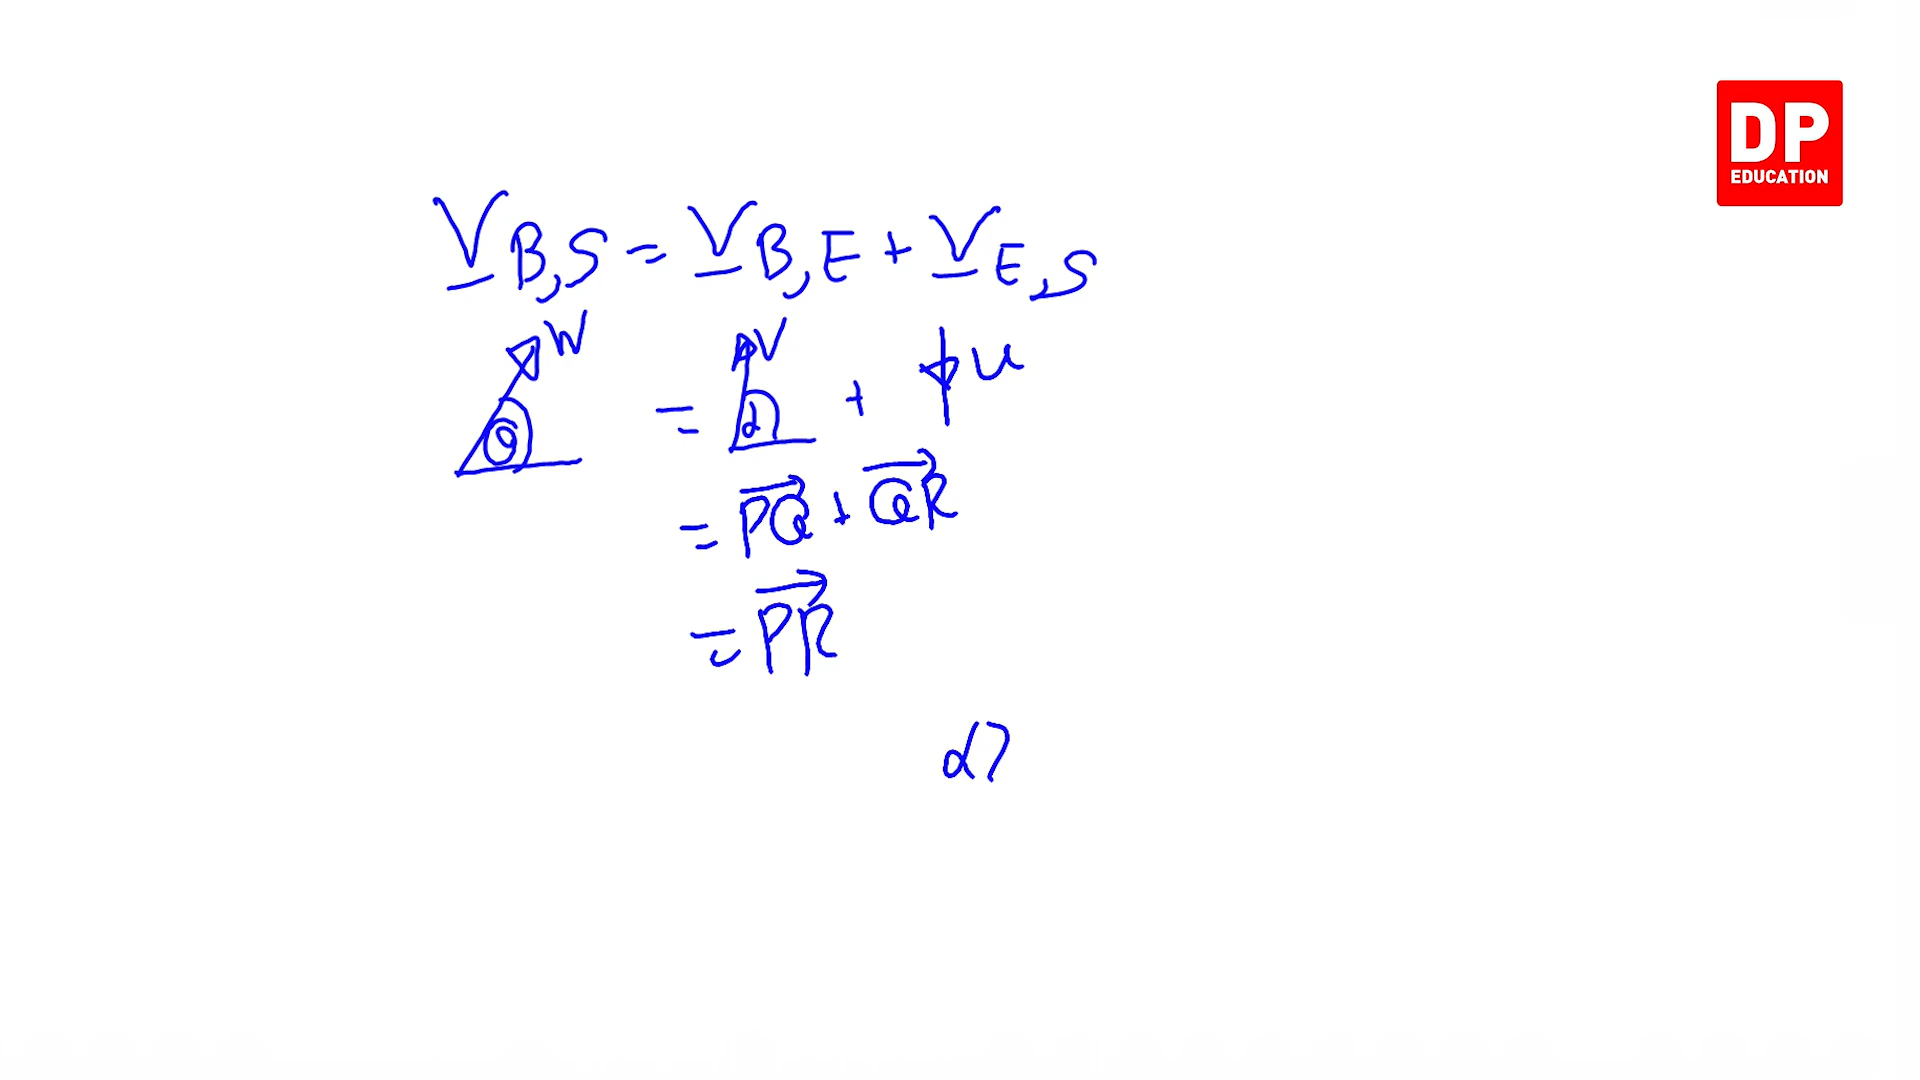 DP
EDUCATION
V B,S = V B,E + V E,S
θ W = α V + u
= PQ + QR
= PR
α >